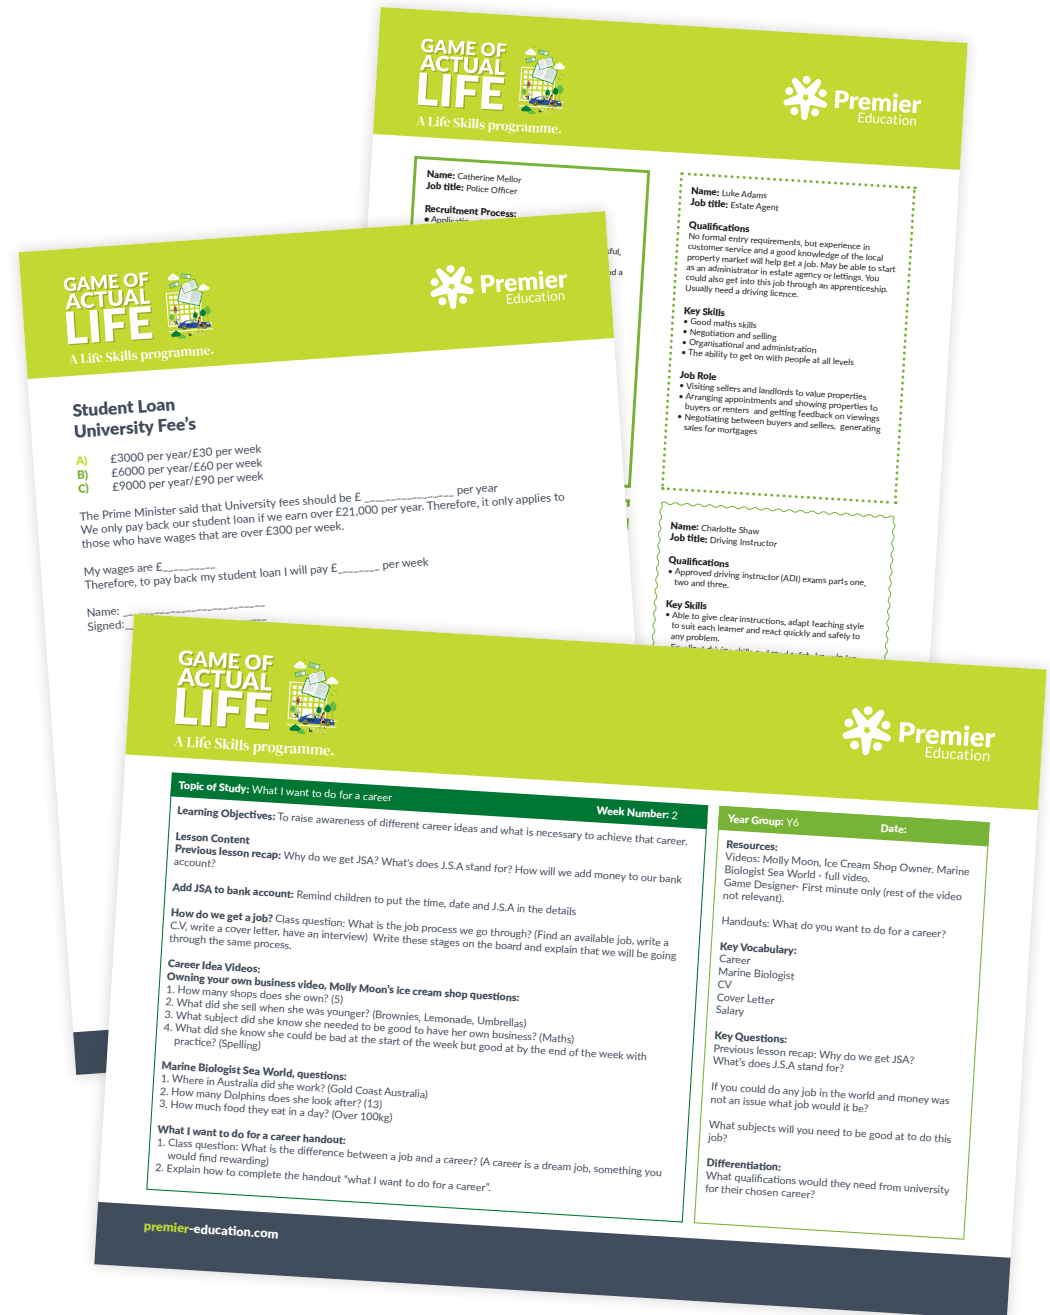 GAME OF
ACTUAL
LIFE
A Life Skills programme.
Premier
Education
Name: Catherine Mellor
Job title: Police Officer
Recruitment Process:
Name: Luke Adams
Job title: Estate Agent
Qualifications
No formal entry requirements, but experience in
customer service and a good knowledge of the local
property market will help get a job. May be able to start
as an administrator in estate agency or lettings. You
could also get into this job through an apprenticeship.
Usually need a driving licence.
Key Skills
• Good maths skills
• Negotiation and selling
• Organisational and administration
• The ability to get on with people at all levels
Job Role
• Visiting sellers and landlords to value properties
• Arranging appointments and showing properties to
buyers or renters and getting feedback on viewings
• Negotiating between buyers and sellers, generating
sales for mortgages
Name: Charlotte Shaw
Job title: Driving Instructor
Qualifications
• Approved driving instructor (ADI) exams parts one,
two and three.
Key Skills
• Able to give clear instructions, adapt teaching style
to suit each learner and react quickly and safely to
any problem.
GAME OF
ACTUAL
LIFE
A Life Skills programme.
Premier
Education
Student Loan
University Fee's
A) £3000 per year/£30 per week
B) £6000 per year/£60 per week
C) £9000 per year/£90 per week
The Prime Minister said that University fees should be £ ________________ per year
We only pay back our student loan if we earn over £21,000 per year. Therefore, it only applies to
those who have wages that are over £300 per week.
My wages are £__________
Therefore, to pay back my student loan I will pay £________ per week
Name: ___________________________
Signed:___________________________
GAME OF
ACTUAL
LIFE
A Life Skills programme.
Premier
Education
Topic of Study: What I want to do for a career Week Number: 2
Learning Objectives: To raise awareness of different career ideas and what is necessary to achieve that career.
Lesson Content
Previous lesson recap: Why do we get JSA? What's does J.S.A stand for? How will we add money to our bank
account?
Add JSA to bank account: Remind children to put the time, date and J.S.A in the details
How do we get a job? Class question: What is the job process we go through? (Find an available job, write a
C.V, write a cover letter, have an interview) Write these stages on the board and explain that we will be going
through the same process.
Career Idea Videos:
Owning your own business video, Molly Moon's ice cream shop questions:
1. How many shops does she own? (5)
2. What did she sell when she was younger? (Brownies, Lemonade, Umbrellas)
3. What subject did she know she needed to be good to have her own business? (Maths)
4. What did she know she could be bad at the start of the week but good at by the end of the week with
practice? (Spelling)
Marine Biologist Sea World, questions:
1. Where in Australia did she work? (Gold Coast Australia)
2. How many Dolphins does she look after? (13)
3. How much food they eat in a day? (Over 100kg)
What I want to do for a career handout:
1. Class question: What is the difference between a job and a career? (A career is a dream job, something you
would find rewarding)
2. Explain how to complete the handout "what I want to do for a career".
Year Group: Y6 Date:
Resources:
Videos: Molly Moon, Ice Cream Shop Owner. Marine
Biologist Sea World - full video.
Game Designer- First minute only (rest of the video
not relevant).
Handouts: What do you want to do for a career?
Key Vocabulary:
Career
Marine Biologist
CV
Cover Letter
Salary
Key Questions:
Previous lesson recap: Why do we get JSA?
What's does J.S.A stand for?
If you could do any job in the world and money was
not an issue what job would it be?
What subjects will you need to be good at to do this
job?
Differentiation:
What qualifications would they need from university
for their chosen career?
premier-education.com